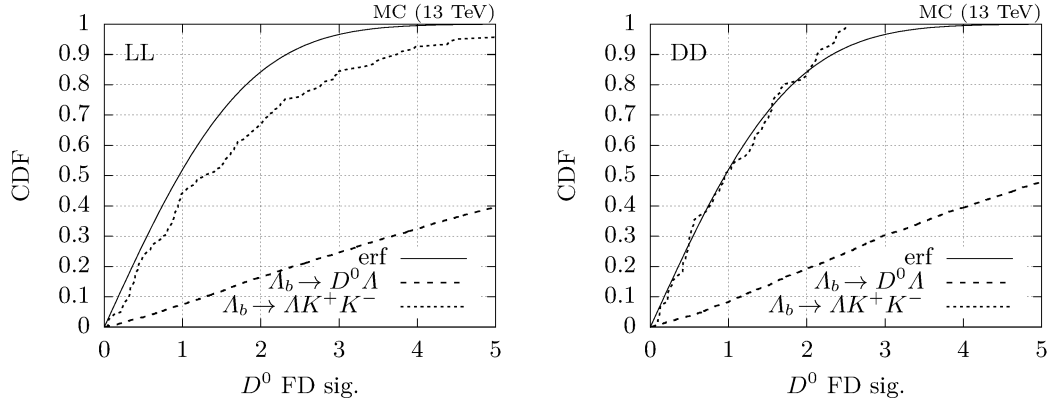 MC (13 TeV)
LL
CDF
1
0.9
0.8
0.7
0.6
0.5
0.4
0.3
0.2
0.1
0
erf
Λb → D⁰Λ
Λb → ΛK⁺K⁻
0 1 2 3 4 5
D⁰ FD sig.
MC (13 TeV)
DD
CDF
1
0.9
0.8
0.7
0.6
0.5
0.4
0.3
0.2
0.1
0
erf
Λb → D⁰Λ
Λb → ΛK⁺K⁻
0 1 2 3 4 5
D⁰ FD sig.